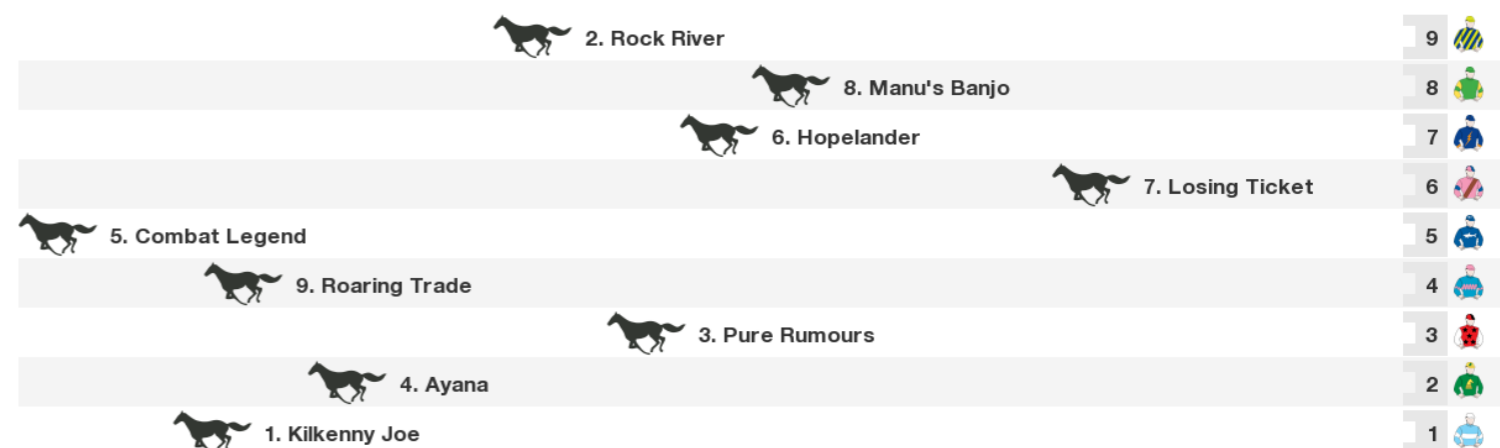 2. Rock River 9
8. Manu's Banjo 8
6. Hopelander 7
7. Losing Ticket 6
5. Combat Legend 5
9. Roaring Trade 4
3. Pure Rumours 3
4. Ayana 2
1. Kilkenny Joe 1